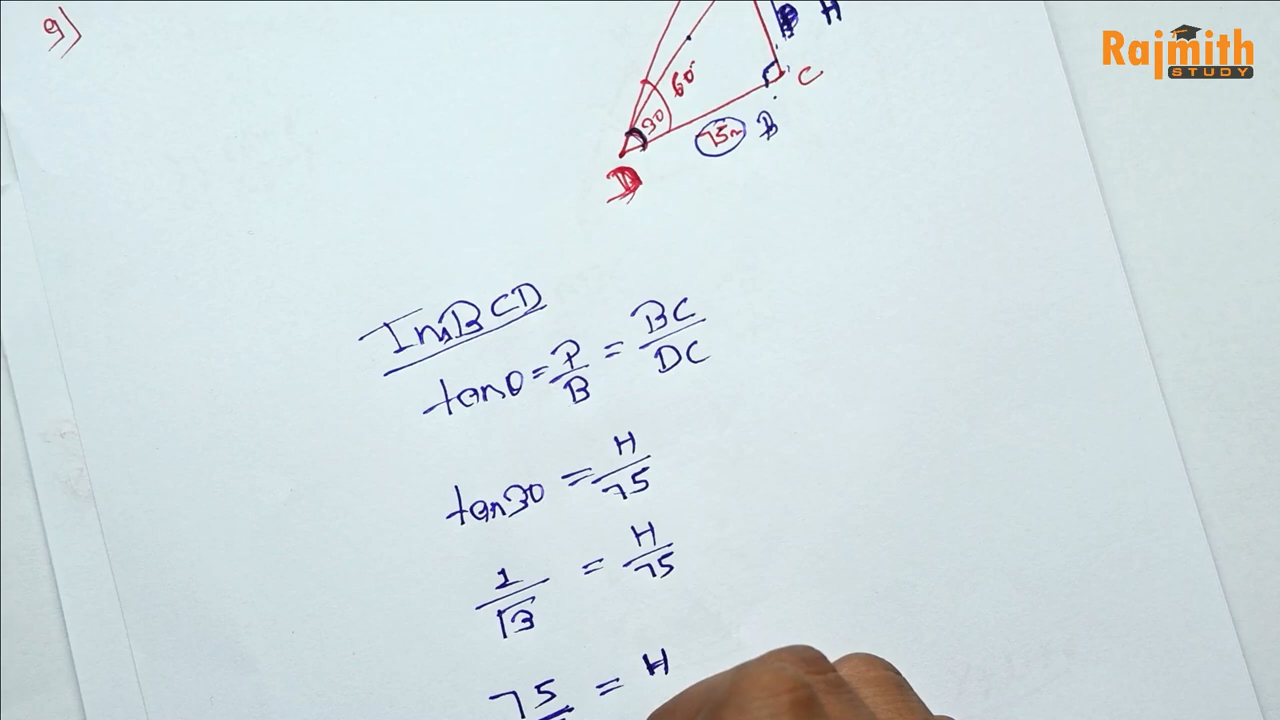 9)
Rajmith
STUDY
H
60°
C
30
75m
B
D
In ∆BCD
tanθ = P/B = BC/DC
tan30 = H/75
1/√3 = H/75
75 = H